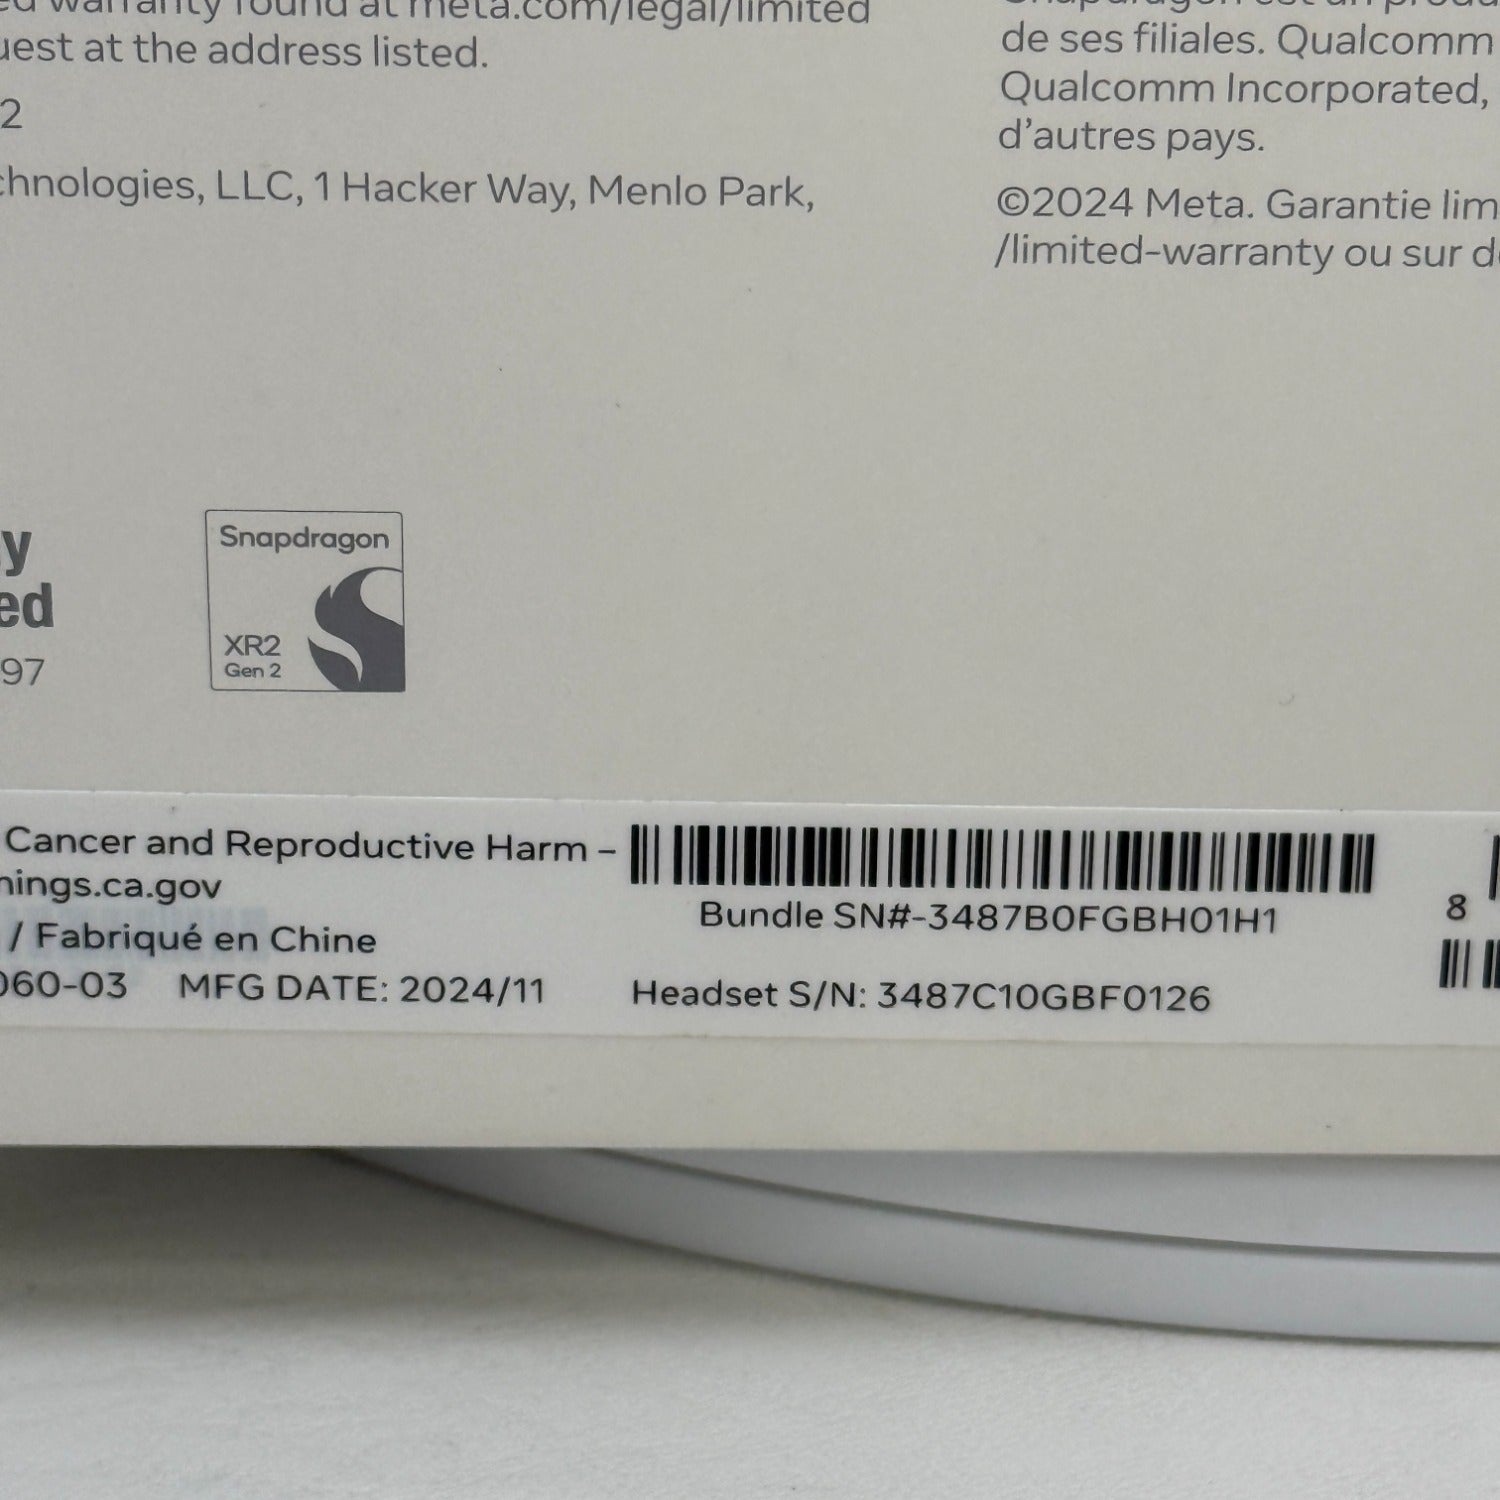 warranty found at meta.com/legal/limited
at the address listed.
2
LLC, 1 Hacker Way, Menlo Park,
de ses filiales. Qualcomm
Qualcomm Incorporated,
d'autres pays.
©2024 Meta. Garantie lim
/limited-warranty ou sur
y
ed
97
Snapdragon
XR2
Gen 2
Cancer and Reproductive Harm –
nings.ca.gov
/ Fabriqué en Chine
060-03 MFG DATE: 2024/11
Bundle SN#-3487B0FGBH01H1
Headset S/N: 3487C10GBF0126
8